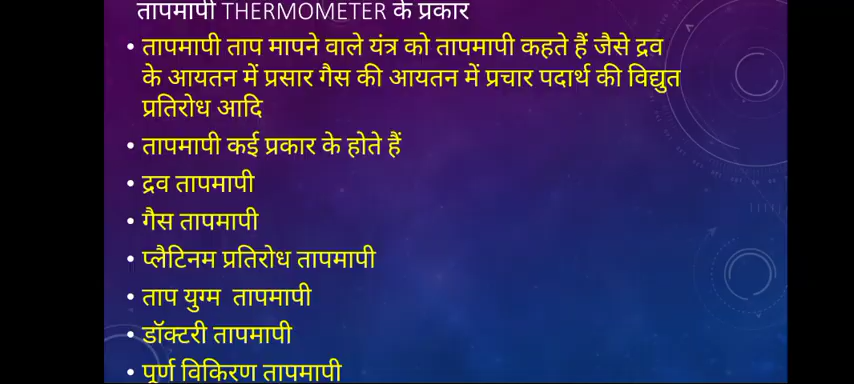 तापमापी THERMOMETER के प्रकार
• तापमापी ताप मापने वाले यंत्र को तापमापी कहते हैं जैसे द्रव
के आयतन में प्रसार गैस की आयतन में प्रचार पदार्थ की विद्युत
प्रतिरोध आदि
• तापमापी कई प्रकार के होते हैं
• द्रव तापमापी
• गैस तापमापी
• प्लैटिनम प्रतिरोध तापमापी
• ताप युग्म तापमापी
• डॉक्टरी तापमापी
• पूर्ण विकिरण तापमापी